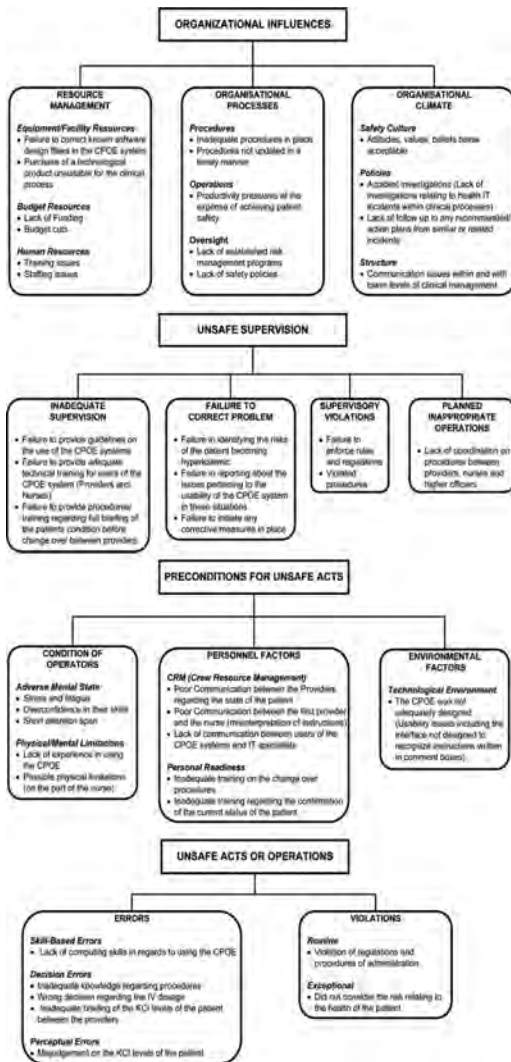 ORGANIZATIONAL INFLUENCES
RESOURCE
MANAGEMENT
Equipment/Facility Resources
• Failure to correct known software
design flaws in the CPOE system
• Purchase of a technological
product unsuitable for the clinical
process
Budget Resources
• Lack of Funding
• Budget cuts
Human Resources
• Training issues
• Staffing issues
ORGANISATIONAL
PROCESSES
Procedures
• Inadequate procedures in place
• Procedures not updated in a
timely manner
Operations
• Productivity pressures at the
expense of achieving patient
safety
Oversight
• Lack of established risk
management programs
• Lack of safety policies
ORGANISATIONAL
CLIMATE
Safety Culture
• Attitudes, values, beliefs
acceptable
Policies
• Accident investigations (Lack of
investigations relating to health IT
incidents within clinical processes)
• Lack of follow up to any recommended
action plans from similar or related
incidents
Structure
• Communication issues within and with
lower levels of clinical management
UNSAFE SUPERVISION
INADEQUATE
SUPERVISION
• Failure to provide guidelines on
the use of the CPOE systems
• Failure to provide adequate
technical training for users of the
CPOE system (Providers and
Nurses)
• Failure to provide procedures/
training regarding full briefing of
the patients condition before
change over between providers
FAILURE TO
CORRECT PROBLEM
• Failure in identifying the risks of
the patient becoming
hyperkalemic
• Failure in reporting about the
issues pertaining to the
usability of the CPOE system
in these situations
• Failure to initiate any
corrective measures in place
SUPERVISORY
VIOLATIONS
• Failure to
enforce rules and
regulations
• Violated
procedures
PLANNED
INAPPROPRIATE
OPERATIONS
• Lack of coordination on
procedures between
providers, nurses and
higher officers
PRECONDITIONS FOR UNSAFE ACTS
CONDITION OF
OPERATORS
Adverse Mental State
• Stress and fatigue
• Overconfidence in their skills
• Short attention span
Physical/Mental Limitations
• Lack of experience in using
the CPOE
• Possible physical limitations
(on the part of the nurse)
PERSONNEL FACTORS
CRM (Crew Resource Management)
• Poor Communication between the Providers
regarding the state of the patient
• Poor Communication between the first provider
and the nurse (misinterpretation of instructions)
• Lack of communication between users of the
CPOE systems and IT specialists
Personal Readiness
• Inadequate training on the change over
procedures
• Inadequate training regarding the confirmation
of the current status of the patient
ENVIRONMENTAL
FACTORS
Technological Environment
• The CPOE was not
adequately designed
(Usability issues including the
interface not designed to
recognize instructions written
in comment boxes)
UNSAFE ACTS OR OPERATIONS
ERRORS
Skill-Based Errors
• Lack of computing skills in regards to using the CPOE
Decision Errors
• Inadequate knowledge regarding procedures
• Wrong decision regarding the IV dosage
• Inadequate briefing of the KCl levels of the patient
between the providers
Perceptual Errors
• Misjudgement on the KCl levels of the patient
VIOLATIONS
Routine
• Violation of regulations and
procedures of administration
Exceptional
• Did not consider the risk relating to
the health of the patient